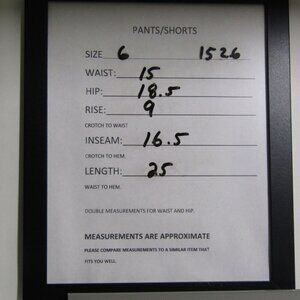 PANTS/SHORTS
SIZE 6 1526
WAIST: 15
HIP: 18.5
RISE: 9
CROTCH TO WAIST
INSEAM: 16.5
CROTCH TO HEM.
LENGTH: 25
WAIST TO HEM.
DOUBLE MEASUREMENTS FOR WAIST AND HIP.
MEASUREMENTS ARE APPROXIMATE
PLEASE COMPARE MEASUREMENTS TO A SIMILAR ITEM THAT
FITS YOU WELL.